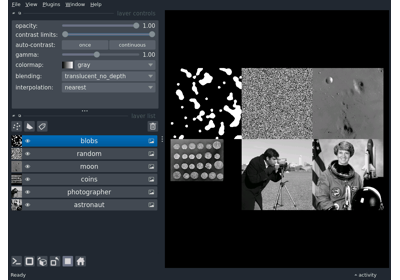 File View Plugins Window Help
layer controls
opacity: 1.00
contrast limits:
auto-contrast: once continuous
gamma: 1.00
colormap: gray
blending: translucent_no_depth
interpolation: nearest
layer list
blobs
random
moon
coins
photographer
astronaut
Ready activity